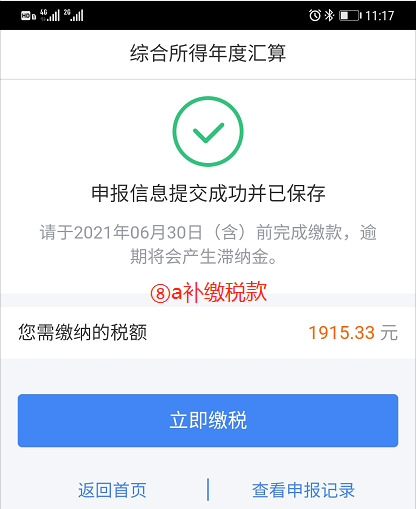 HD 4G 2G 11:17
综合所得年度汇算
申报信息提交成功并已保存
请于2021年06月30日（含）前完成缴款，逾
期将会产生滞纳金。
⑧a补缴税款
您需缴纳的税额 1915.33 元
立即缴税
返回首页 查看申报记录